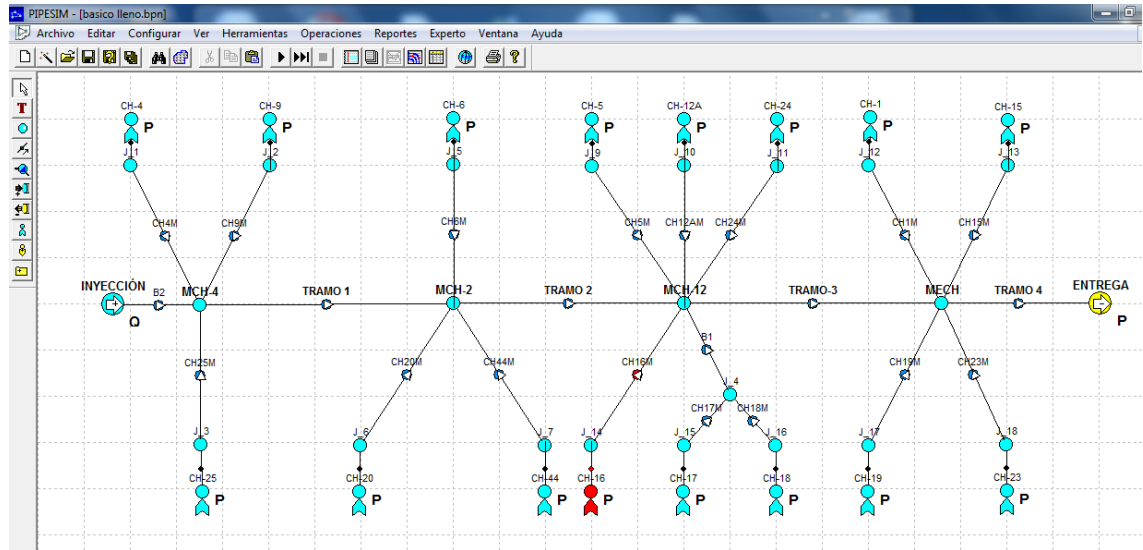 PIPESIM - [basico lleno.bpn]
Archivo Editar Configurar Ver Herramientas Operaciones Reportes Experto Ventana Ayuda
CH-4 CH-9 CH-6 CH-5 CH-12A CH-24 CH-1 CH-15
P P P P P P P P
J_1 J_2 J_5 J_9 J_10 J_11 J_12 J_13
CH4M CH9M CH6M CH5M CH12AM CH24M CH1M CH15M
INYECCIÓN B2 MCH-4 TRAMO 1 MCH-2 TRAMO 2 MCH-12 TRAMO-3 MECH TRAMO 4 ENTREGA
Q P
B1
CH25M CH20M CH44M CH16M CH19M CH23M
J_4
CH17M CH18M
J_3 J_6 J_7 J_14 J_15 J_16 J_17 J_18
CH-25 CH-20 CH-44 CH-16 CH-17 CH-18 CH-19 CH-23
P P P P P P P P